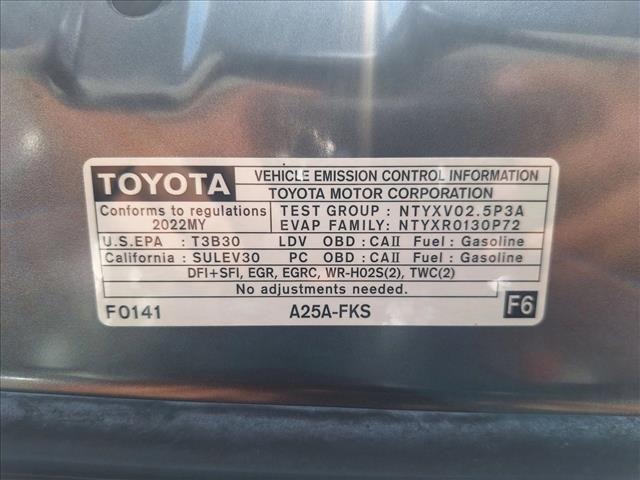 TOYOTA
VEHICLE EMISSION CONTROL INFORMATION
TOYOTA MOTOR CORPORATION
Conforms to regulations
2022MY
TEST GROUP : NTYXV02.5P3A
EVAP FAMILY: NTYXR0130P72
U.S.EPA : T3B30 LDV OBD : CAII Fuel : Gasoline
California : SULEV30 PC OBD : CAII Fuel : Gasoline
DFI+SFI, EGR, EGRC, WR-HO2S(2), TWC(2)
No adjustments needed.
F0141 A25A-FKS F6